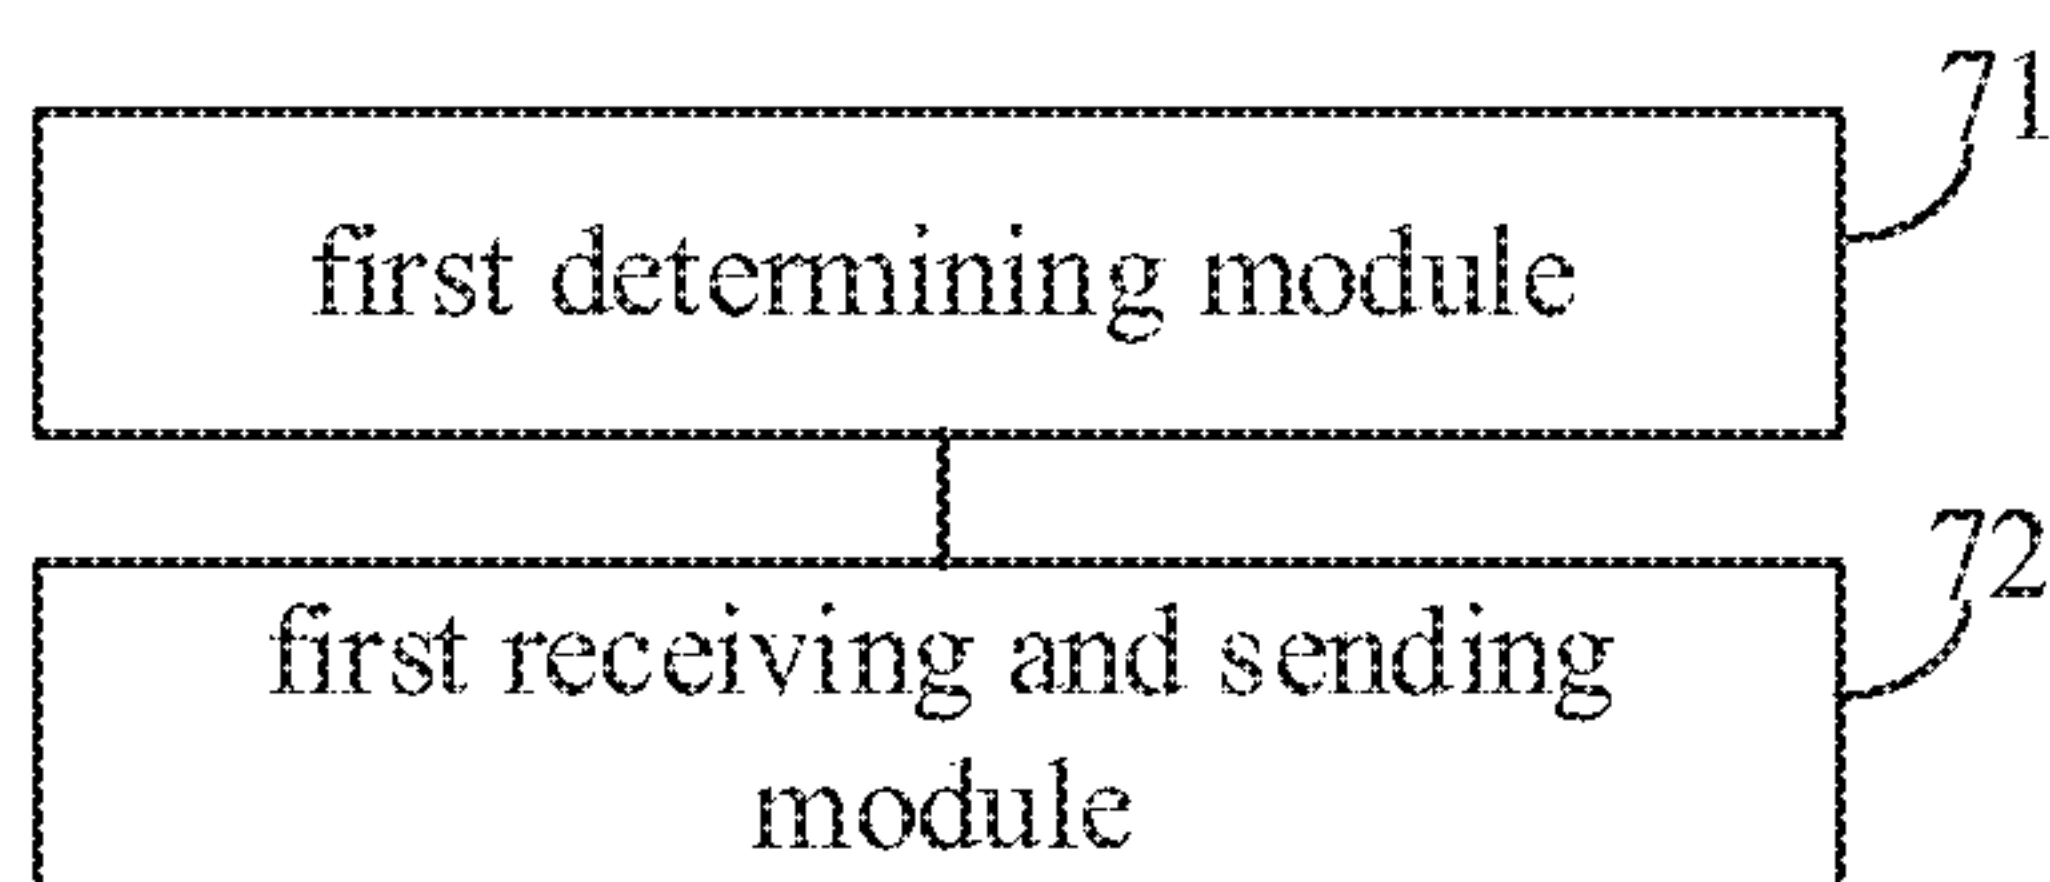 71
first determining module
72
first receiving and sending
module